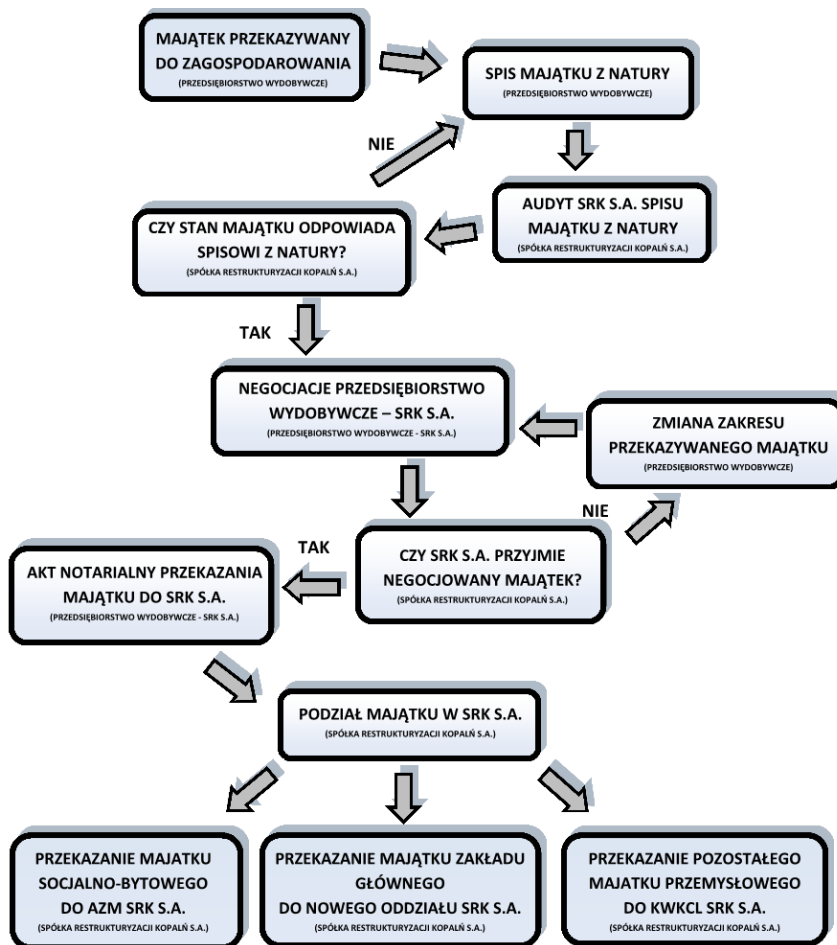 MAJĄTEK PRZEKAZYWANY
DO ZAGOSPODAROWANIA
(PRZEDSIĘBIORSTWO WYDOBYWCZE)
SPIS MAJĄTKU Z NATURY
(PRZEDSIĘBIORSTWO WYDOBYWCZE)
NIE
AUDYT SRK S.A. SPISU
MAJĄTKU Z NATURY
(SPÓŁKA RESTRUKTURYZACJI KOPALŃ S.A.)
CZY STAN MAJĄTKU ODPOWIADA
SPISOWI Z NATURY?
(SPÓŁKA RESTRUKTURYZACJI KOPALŃ S.A.)
TAK
NEGOCJACJE PRZEDSIĘBIORSTWO
WYDOBYWCZE – SRK S.A.
(PRZEDSIĘBIORSTWO WYDOBYWCZE - SRK S.A.)
ZMIANA ZAKRESU
PRZEKAZYWANEGO MAJĄTKU
(PRZEDSIĘBIORSTWO WYDOBYWCZE)
NIE
TAK
CZY SRK S.A. PRZYJMIE
NEGOCJOWANY MAJĄTEK?
(SPÓŁKA RESTRUKTURYZACJI KOPALŃ S.A.)
AKT NOTARIALNY PRZEKAZANIA
MAJĄTKU DO SRK S.A.
(PRZEDSIĘBIORSTWO WYDOBYWCZE - SRK S.A.)
PODZIAŁ MAJĄTKU W SRK S.A.
(SPÓŁKA RESTRUKTURYZACJI KOPALŃ S.A.)
PRZEKAZANIE MAJATKU
SOCJALNO-BYTOWEGO
DO AZM SRK S.A.
(SPÓŁKA RESTRUKTURYZACJI KOPALŃ S.A.)
PRZEKAZANIE MAJĄTKU ZAKŁADU
GŁÓWNEGO
DO NOWEGO ODDZIAŁU SRK S.A.
(SPÓŁKA RESTRUKTURYZACJI KOPALŃ S.A.)
PRZEKAZANIE POZOSTAŁEGO
MAJATKU PRZEMYSŁOWEGO
DO KWKCL SRK S.A.
(SPÓŁKA RESTRUKTURYZACJI KOPALŃ S.A.)